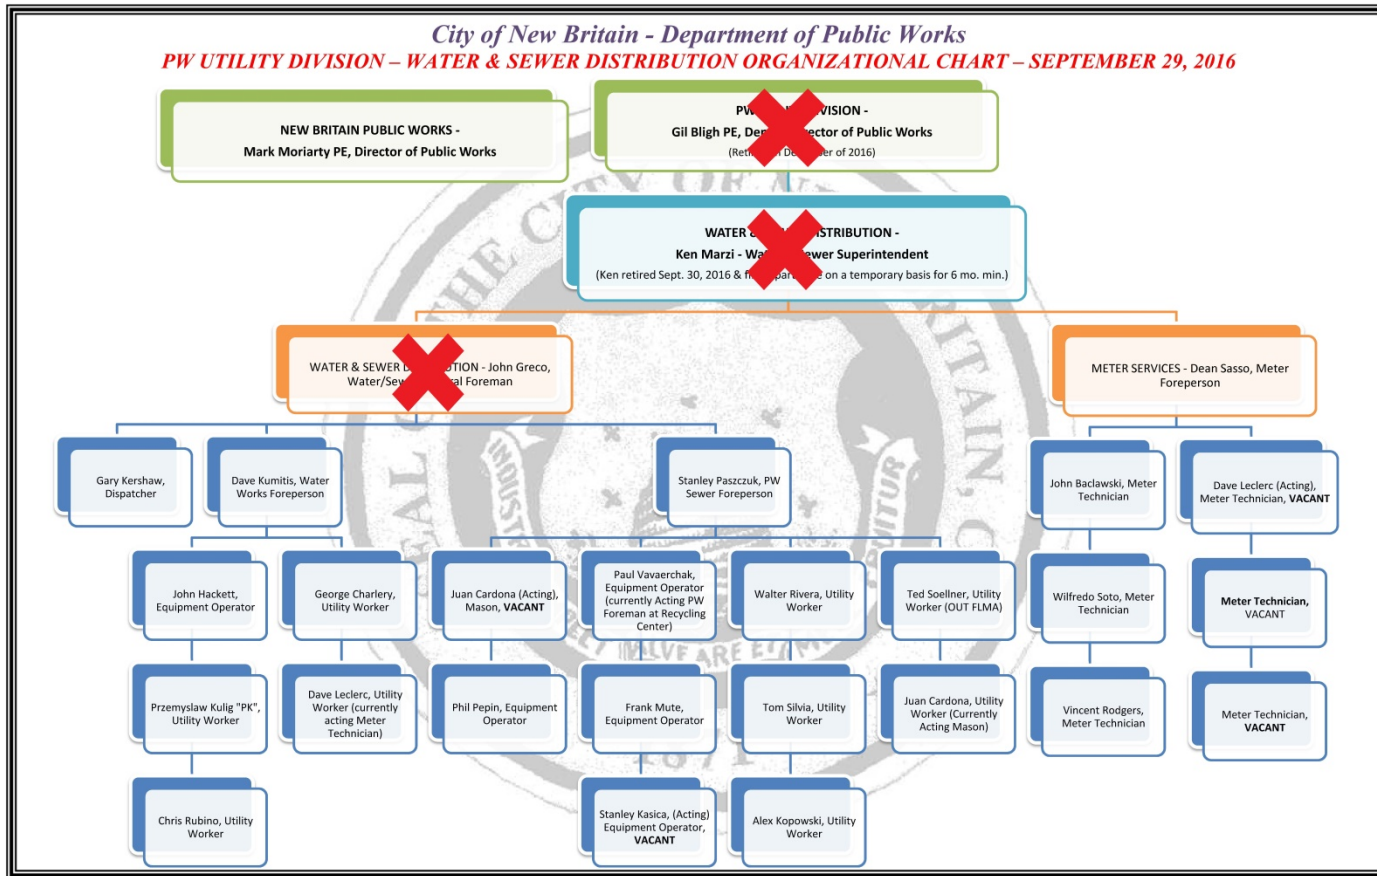 City of New Britain - Department of Public Works
PW UTILITY DIVISION – WATER & SEWER DISTRIBUTION ORGANIZATIONAL CHART – SEPTEMBER 29, 2016
NEW BRITAIN PUBLIC WORKS -
Mark Moriarty PE, Director of Public Works
PW VISION -
Gil Bligh PE, Dep rector of Public Works
(Reti n Dec er of 2016)
WATER & ISTRIBUTION -
Ken Marzi - Wat ewer Superintendent
(Ken retired Sept. 30, 2016 & on a temporary basis for 6 mo. min.)
WATER & SEWER D UTION - John Greco,
Water/Sew ral Foreman
METER SERVICES - Dean Sasso, Meter
Foreperson
Gary Kershaw,
Dispatcher
Dave Kumitis, Water
Works Foreperson
Stanley Paszczuk, PW
Sewer Foreperson
John Baclawski, Meter
Technician
Dave Leclerc (Acting),
Meter Technician, VACANT
John Hackett,
Equipment Operator
George Charlery,
Utility Worker
Juan Cardona (Acting),
Mason, VACANT
Paul Vavaerchak,
Equipment Operator
(currently Acting PW
Foreman at Recycling
Center)
Walter Rivera, Utility
Worker
Ted Soellner, Utility
Worker (OUT FLMA)
Wilfredo Soto, Meter
Technician
Meter Technician,
VACANT
Przemyslaw Kulig "PK",
Utility Worker
Dave Leclerc, Utility
Worker (currently
acting Meter
Technician)
Phil Pepin, Equipment
Operator
Frank Mute,
Equipment Operator
Tom Silvia, Utility
Worker
Juan Cardona, Utility
Worker (Currently
Acting Mason)
Vincent Rodgers,
Meter Technician
Meter Technician,
VACANT
Chris Rubino, Utility
Worker
Stanley Kasica, (Acting)
Equipment Operator,
VACANT
Alex Kopowski, Utility
Worker
1871